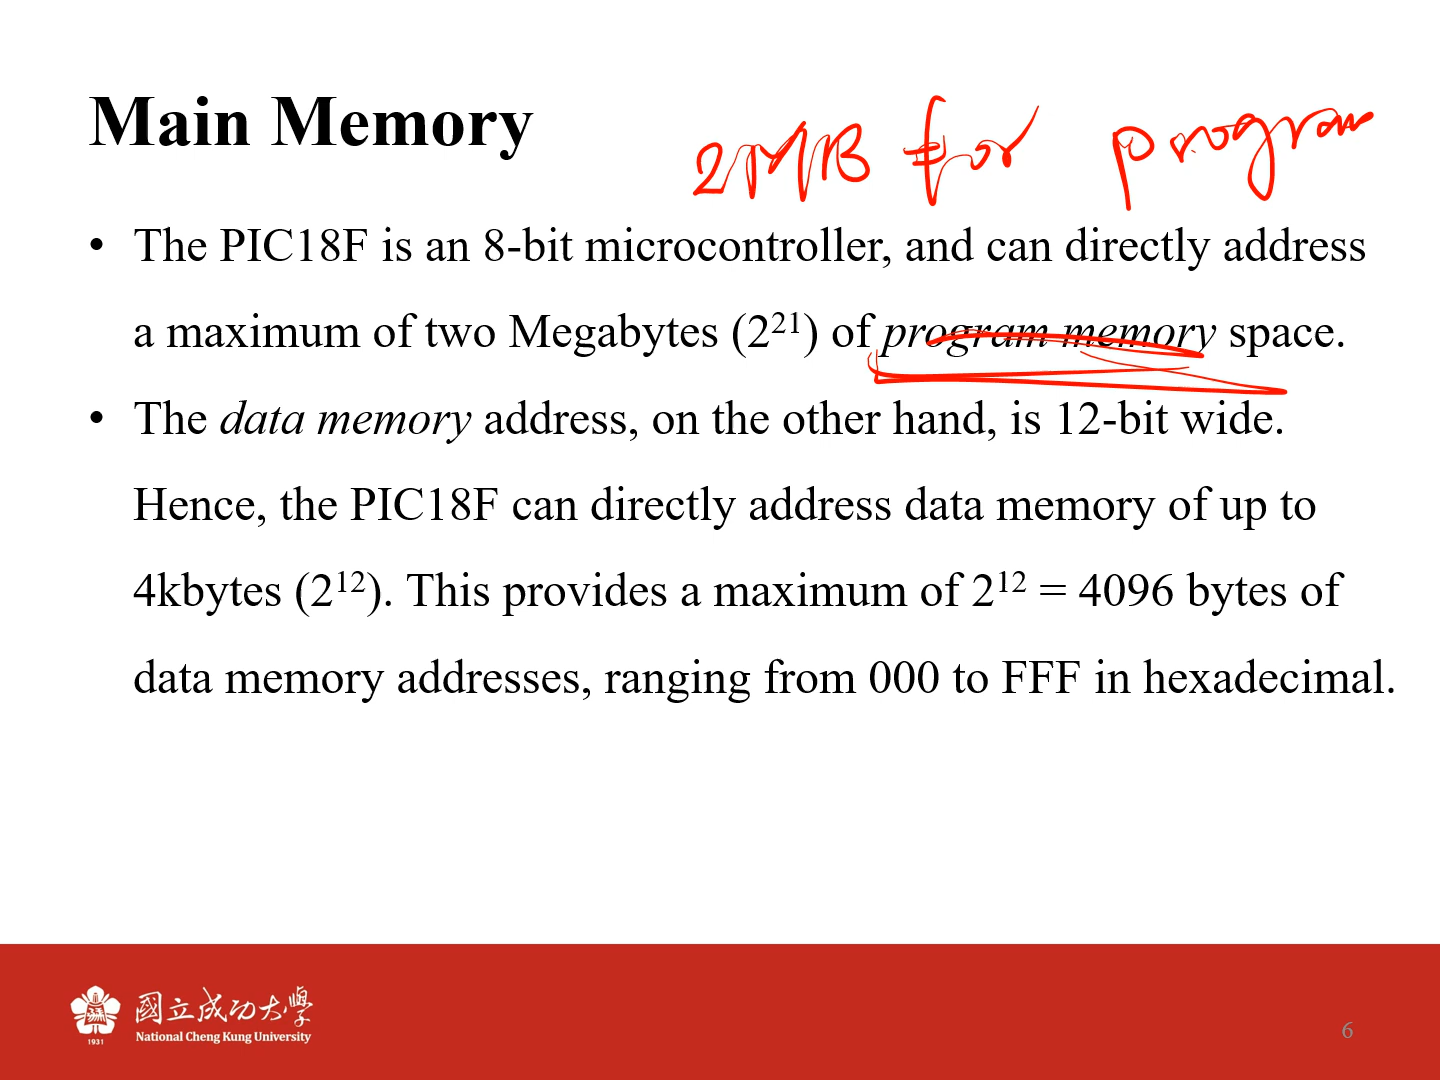 Main Memory
2MB for program
• The PIC18F is an 8-bit microcontroller, and can directly address
a maximum of two Megabytes (2²¹) of program memory space.
• The data memory address, on the other hand, is 12-bit wide.
Hence, the PIC18F can directly address data memory of up to
4kbytes (2¹²). This provides a maximum of 2¹² = 4096 bytes of
data memory addresses, ranging from 000 to FFF in hexadecimal.
國立成功大學
National Cheng Kung University
1931
6